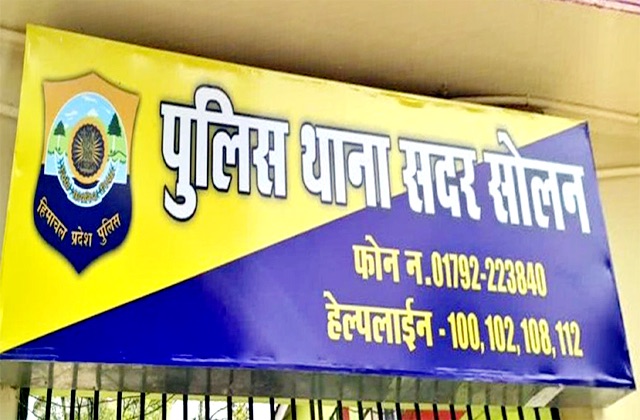 पुलिस थाना सदर सोलन
फोन न.01792-223840
हेल्पलाईन - 100, 102, 108, 112
हिमाचल प्रदेश पुलिस